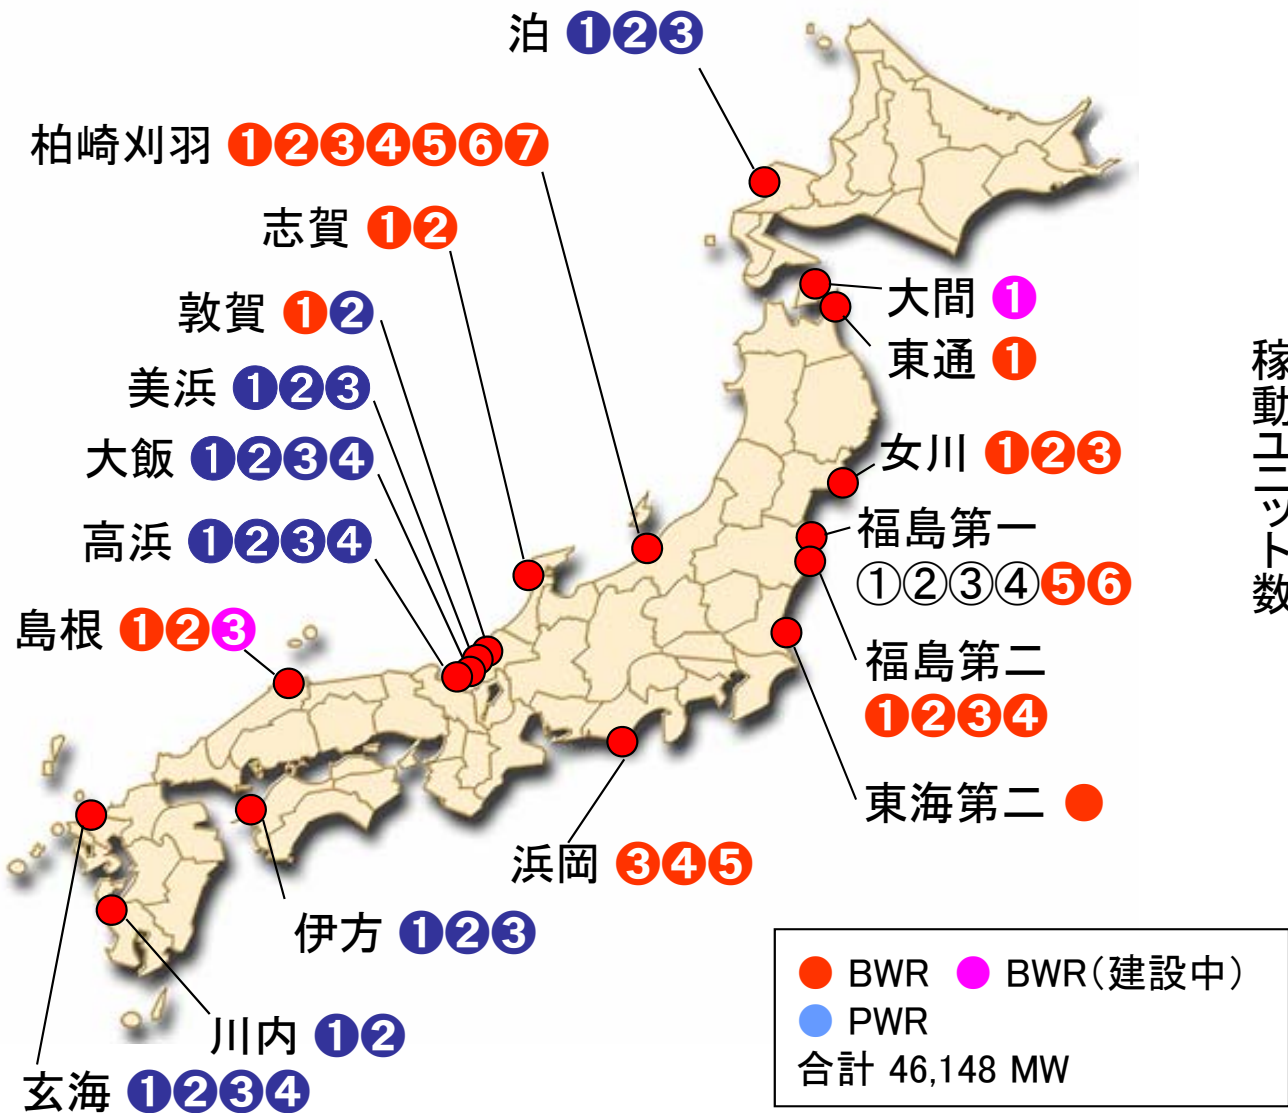 泊 ❶❷❸
柏崎刈羽 ❶❷❸❹❺❻❼
志賀 ❶❷
敦賀 ❶❷
美浜 ❶❷❸
大飯 ❶❷❸❹
高浜 ❶❷❸❹
島根 ❶❷❸
大間 ❶
東通 ❶
女川 ❶❷❸
福島第一
①②③④❺❻
福島第二
❶❷❸❹
東海第二 ●
浜岡 ❸❹❺
伊方 ❶❷❸
川内 ❶❷
玄海 ❶❷❸❹
● BWR ● BWR(建設中)
● PWR
合計 46,148 MW
稼動ユニット数